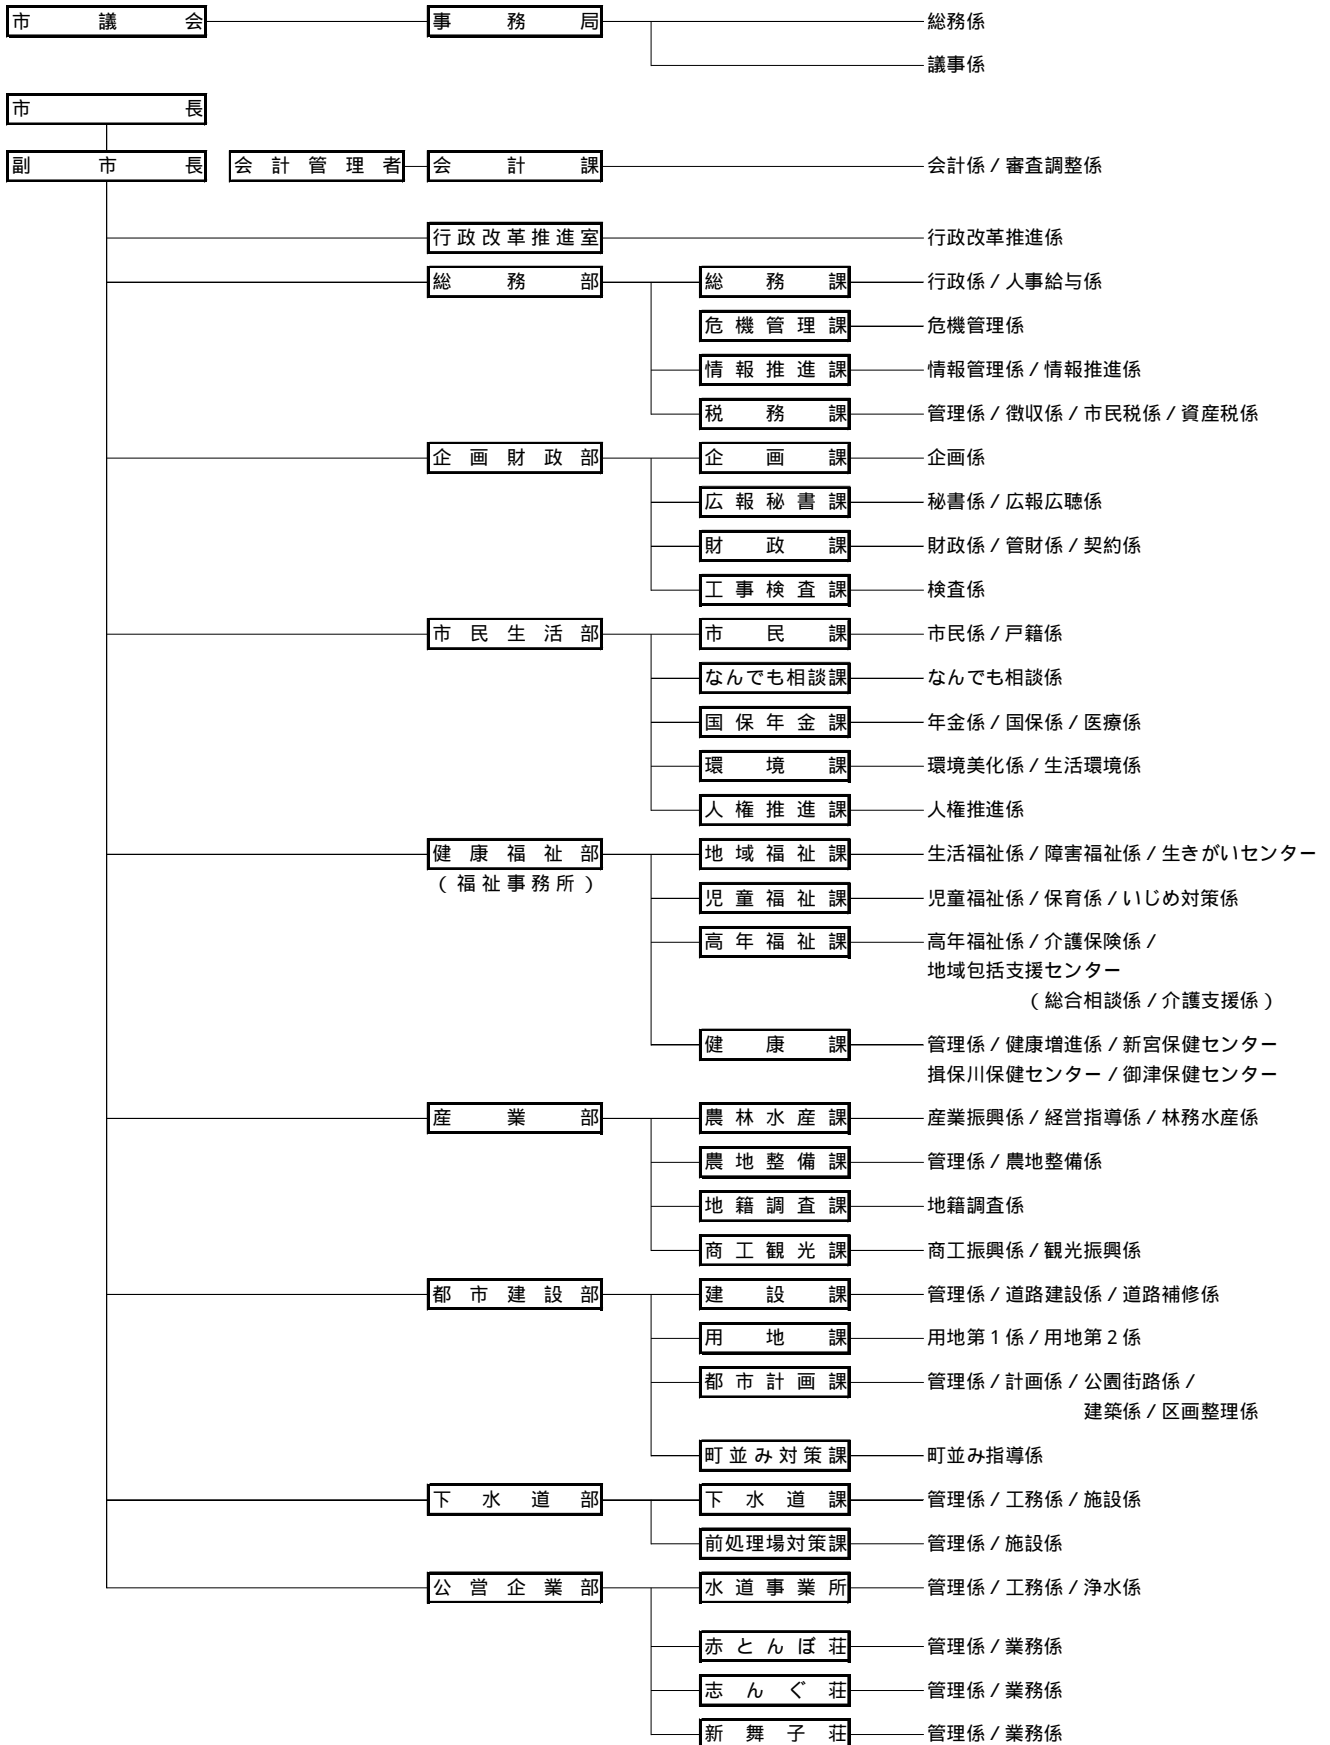 市議会 事務局 総務係
議事係
市長
副市長 会計管理者 会計課 会計係/審査調整係
行政改革推進室 行政改革推進係
総務部 総務課 行政係/人事給与係
危機管理課 危機管理係
情報推進課 情報管理係/情報推進係
税務課 管理係/徴収係/市民税係/資産税係
企画財政部 企画課 企画係
広報秘書課 秘書係/広報広聴係
財政課 財政係/管財係/契約係
工事検査課 検査係
市民生活部 市民課 市民係/戸籍係
なんでも相談課 なんでも相談係
国保年金課 年金係/国保係/医療係
環境課 環境美化係/生活環境係
人権推進課 人権推進係
健康福祉部 地域福祉課 生活福祉係/障害福祉係/生きがいセンター
(福祉事務所)
児童福祉課 児童福祉係/保育係/いじめ対策係
高年福祉課 高年福祉係/介護保険係/
地域包括支援センター
(総合相談係/介護支援係)
健康課 管理係/健康増進係/新宮保健センター
揖保川保健センター/御津保健センター
産業部 農林水産課 産業振興係/経営指導係/林務水産係
農地整備課 管理係/農地整備係
地籍調査課 地籍調査係
商工観光課 商工振興係/観光振興係
都市建設部 建設課 管理係/道路建設係/道路補修係
用地課 用地第1係/用地第2係
都市計画課 管理係/計画係/公園街路係/
建築係/区画整理係
町並み対策課 町並み指導係
下水道部 下水道課 管理係/工務係/施設係
前処理場対策課 管理係/施設係
公営企業部 水道事業所 管理係/工務係/浄水係
赤とんぼ荘 管理係/業務係
志んぐ荘 管理係/業務係
新舞子荘 管理係/業務係